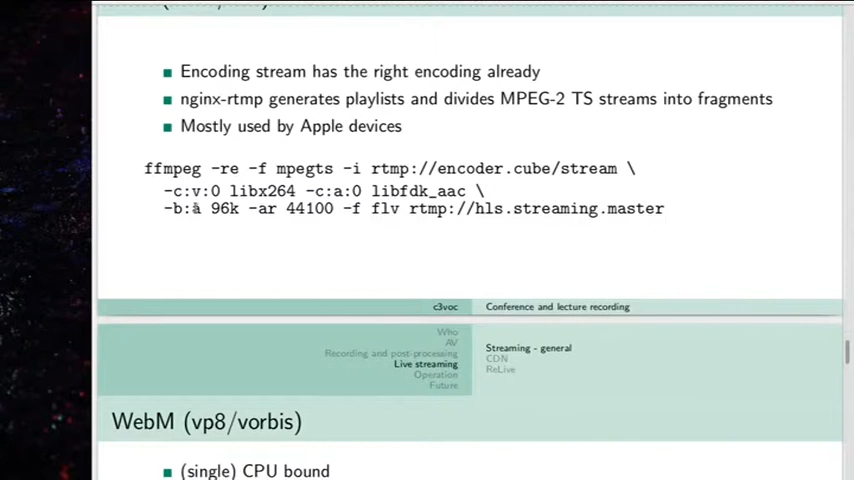 Encoding stream has the right encoding already
nginx-rtmp generates playlists and divides MPEG-2 TS streams into fragments
Mostly used by Apple devices
ffmpeg -re -f mpegts -i rtmp://encoder.cube/stream \
-c:v:0 libx264 -c:a:0 libfdk_aac \
-b:a 96k -ar 44100 -f flv rtmp://hls.streaming.master
c3voc
Conference and lecture recording
Who
AV
Recording and post-processing
Live streaming
Operation
Future
Streaming - general
CDN
ReLive
WebM (vp8/vorbis)
(single) CPU bound